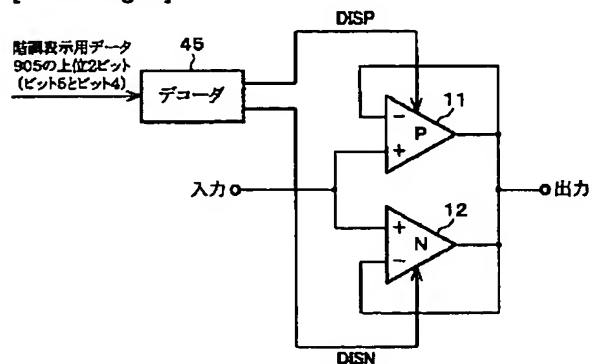 DISP
階調表示用データ
905の上位2ビット
(ビット5とビット4)
45
デコーダ
11
-
P
+
入力
出力
12
+
N
-
DISN